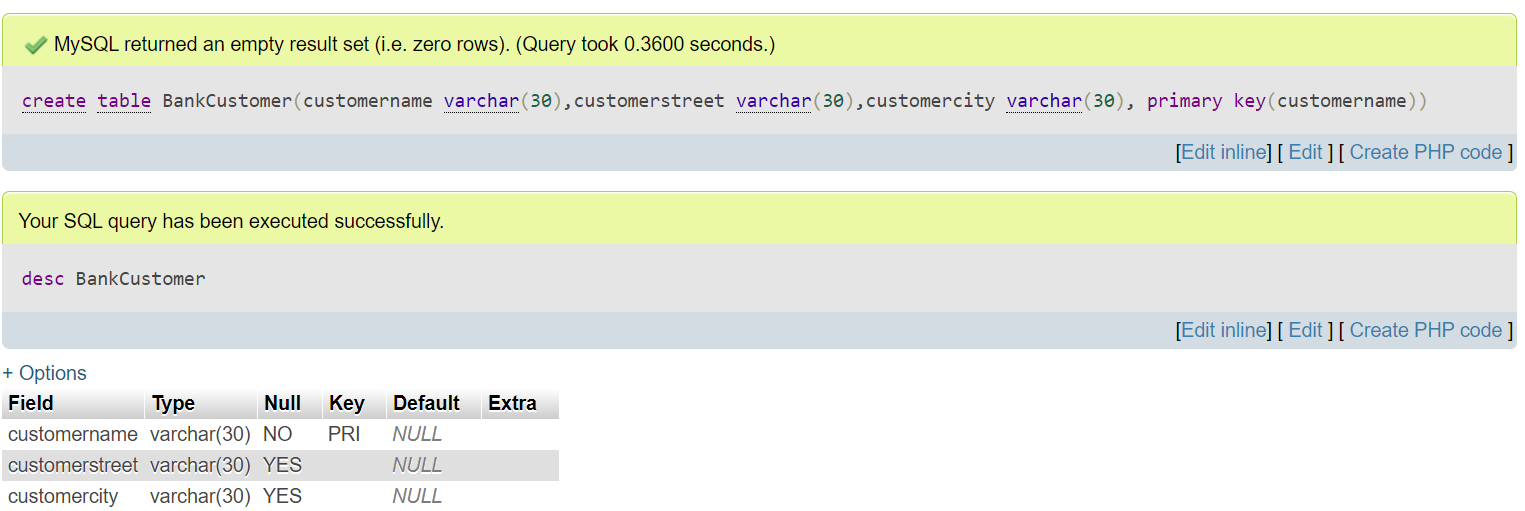 MySQL returned an empty result set (i.e. zero rows). (Query took 0.3600 seconds.)
create table BankCustomer(customername varchar(30),customerstreet varchar(30),customercity varchar(30), primary key(customername))
[Edit inline] [ Edit ] [ Create PHP code ]
Your SQL query has been executed successfully.
desc BankCustomer
[Edit inline] [ Edit ] [ Create PHP code ]
+ Options
Field Type Null Key Default Extra
customername varchar(30) NO PRI NULL
customerstreet varchar(30) YES NULL
customercity varchar(30) YES NULL